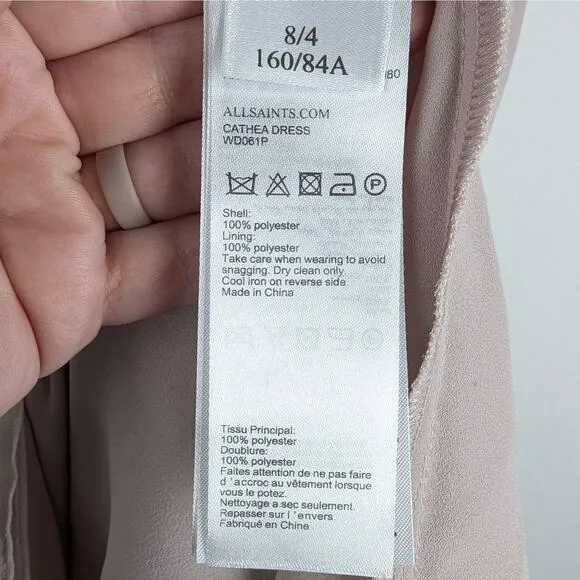 8/4
160/84A
80
ALLSAINTS.COM
CATHEA DRESS
WD061P
P
Shell:
100% polyester
Lining:
100% polyester
Take care when wearing to avoid
snagging. Dry clean only.
Cool iron on reverse side.
Made in China
Tissu Principal:
100% polyester
Doublure:
100% polyester
Faites attention de ne pas faire
d'accroc au vêtement lorsque
vous le potez.
Nettoyage a sec seulement.
Repasser sur l'envers.
Fabriqué en Chine